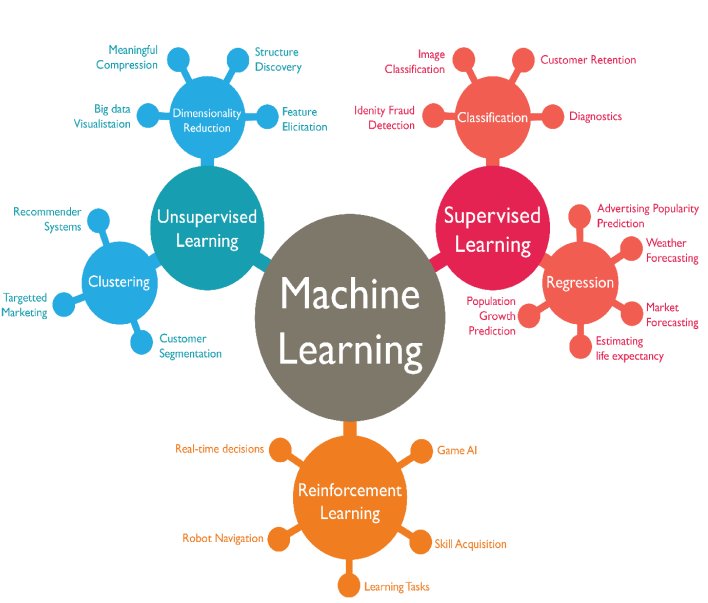 Meaningful
Compression
Structure
Discovery
Big data
Visualistaion
Dimensionality
Reduction
Feature
Elicitation
Unsupervised
Learning
Recommender
Systems
Clustering
Targetted
Marketing
Customer
Segmentation
Image
Classification
Customer Retention
Idenity Fraud
Detection
Classification
Diagnostics
Supervised
Learning
Advertising Popularity
Prediction
Weather
Forecasting
Regression
Population
Growth
Prediction
Market
Forecasting
Estimating
life expectancy
Machine
Learning
Real-time decisions
Game AI
Reinforcement
Learning
Robot Navigation
Skill Acquisition
Learning Tasks